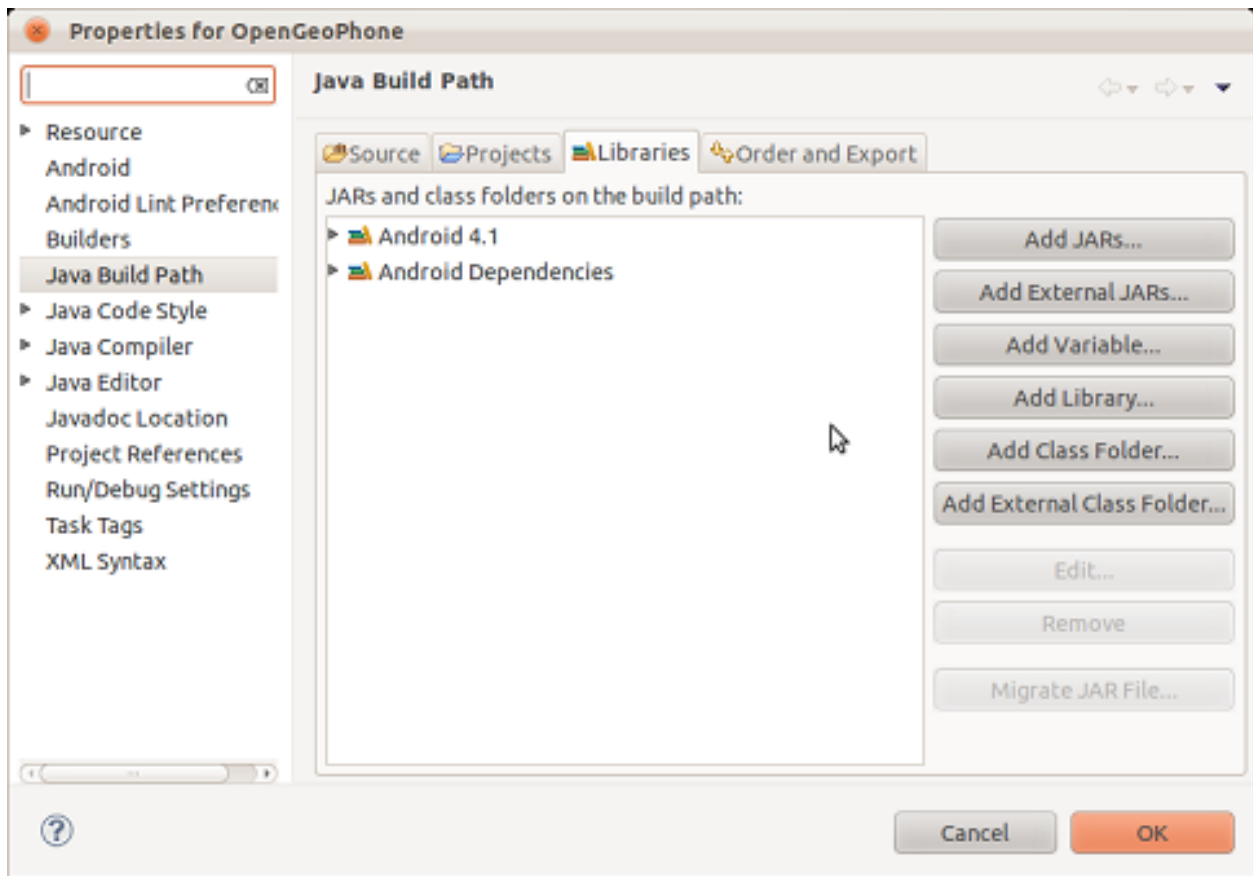 Properties for OpenGeoPhone
Java Build Path
Resource
Android
Android Lint Preferenc
Builders
Java Build Path
Java Code Style
Java Compiler
Java Editor
Javadoc Location
Project References
Run/Debug Settings
Task Tags
XML Syntax
Source Projects Libraries Order and Export
JARs and class folders on the build path:
Android 4.1
Android Dependencies
Add JARs...
Add External JARs...
Add Variable...
Add Library...
Add Class Folder...
Add External Class Folder...
Edit...
Remove
Migrate JAR File...
Cancel
OK